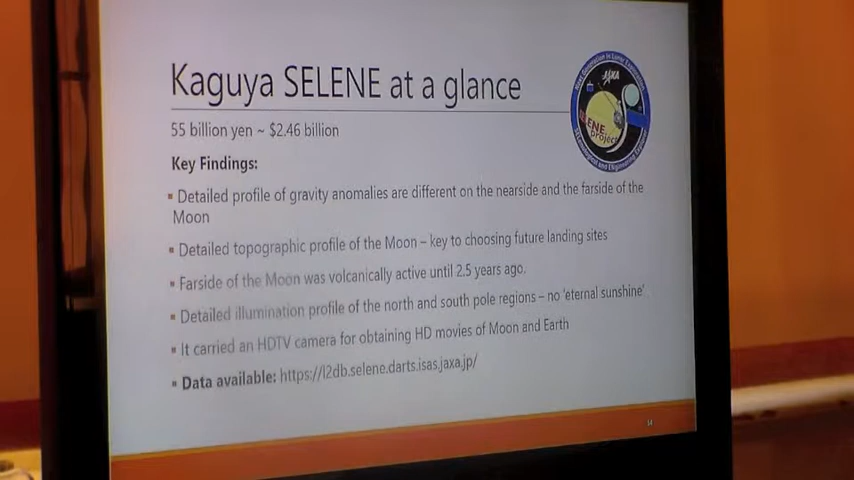 Kaguya SELENE at a glance
55 billion yen ~ $2.46 billion
Key Findings:
▪ Detailed profile of gravity anomalies are different on the nearside and the farside of the
Moon
▪ Detailed topographic profile of the Moon – key to choosing future landing sites
▪ Farside of the Moon was volcanically active until 2.5 years ago.
▪ Detailed illumination profile of the north and south pole regions – no 'eternal sunshine'
▪ It carried an HDTV camera for obtaining HD movies of Moon and Earth
▪ Data available: https://l2db.selene.darts.isas.jaxa.jp/
JAXA
SELENE
project